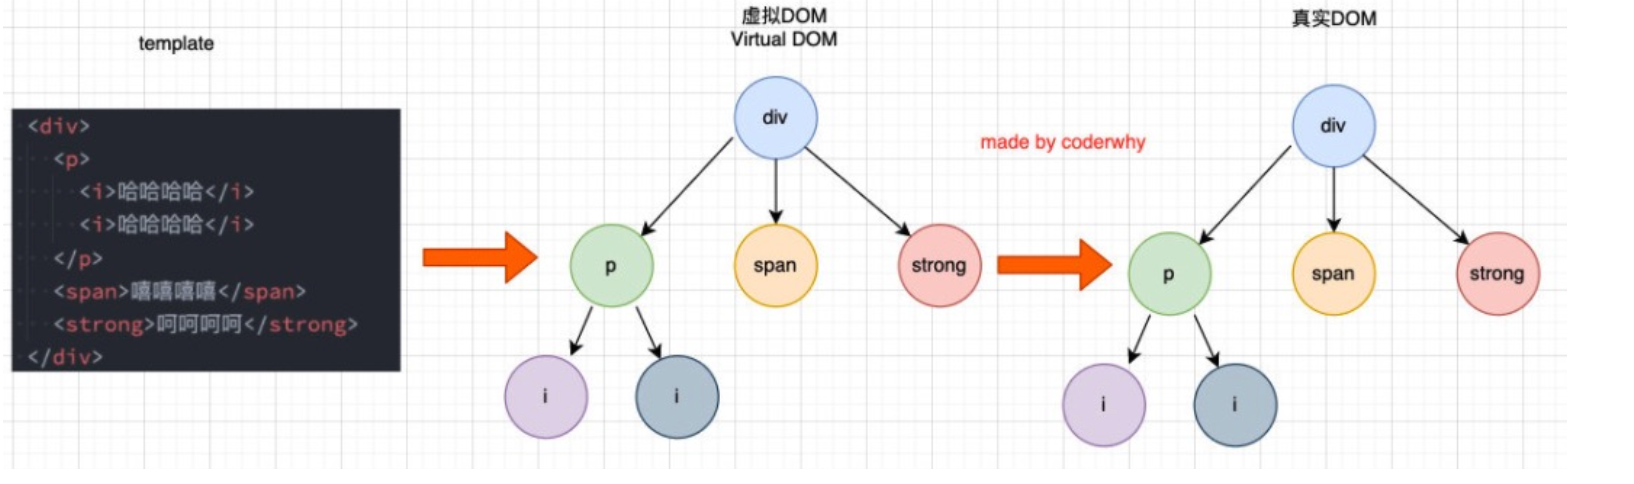 template
<div>
<p>
<i>哈哈哈哈</i>
<i>哈哈哈哈</i>
</p>
<span>嘻嘻嘻嘻</span>
<strong>呵呵呵呵</strong>
</div>
虚拟DOM
Virtual DOM
div
p
span
strong
i
i
made by coderwhy
真实DOM
div
p
span
strong
i
i